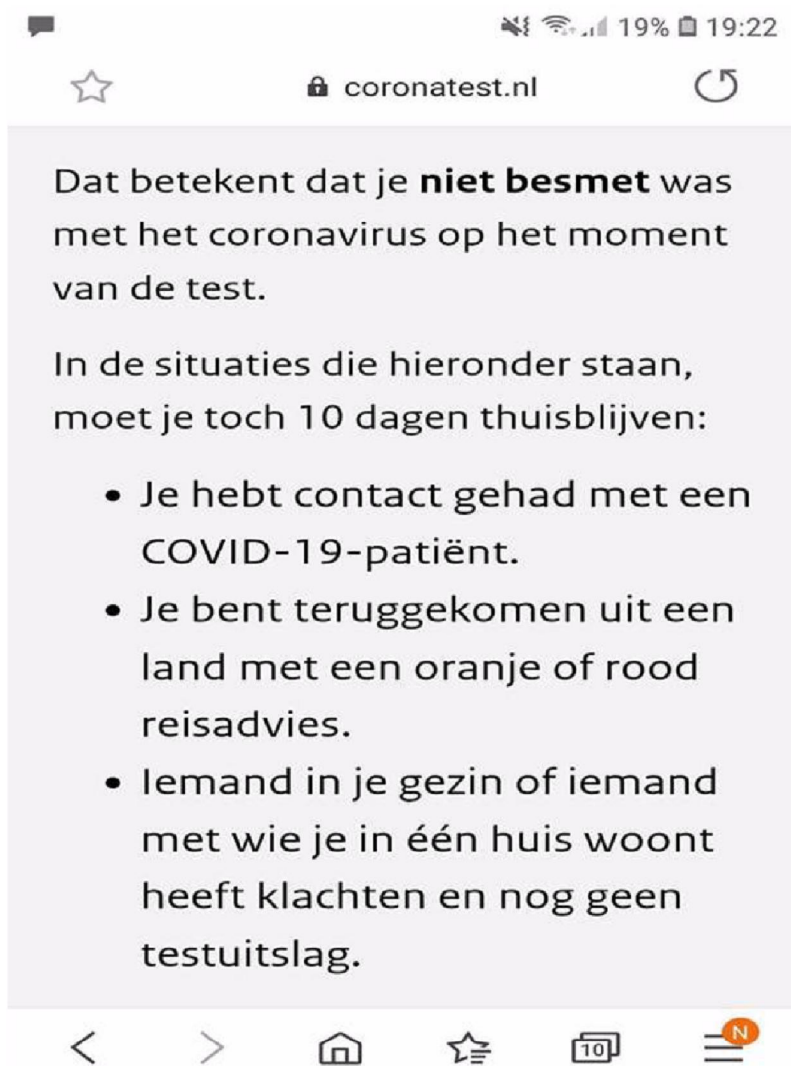 19% 19:22
coronatest.nl
Dat betekent dat je niet besmet was
met het coronavirus op het moment
van de test.
In de situaties die hieronder staan,
moet je toch 10 dagen thuisblijven:
• Je hebt contact gehad met een
COVID-19-patiënt.
• Je bent teruggekomen uit een
land met een oranje of rood
reisadvies.
• Iemand in je gezin of iemand
met wie je in één huis woont
heeft klachten en nog geen
testuitslag.
10 N